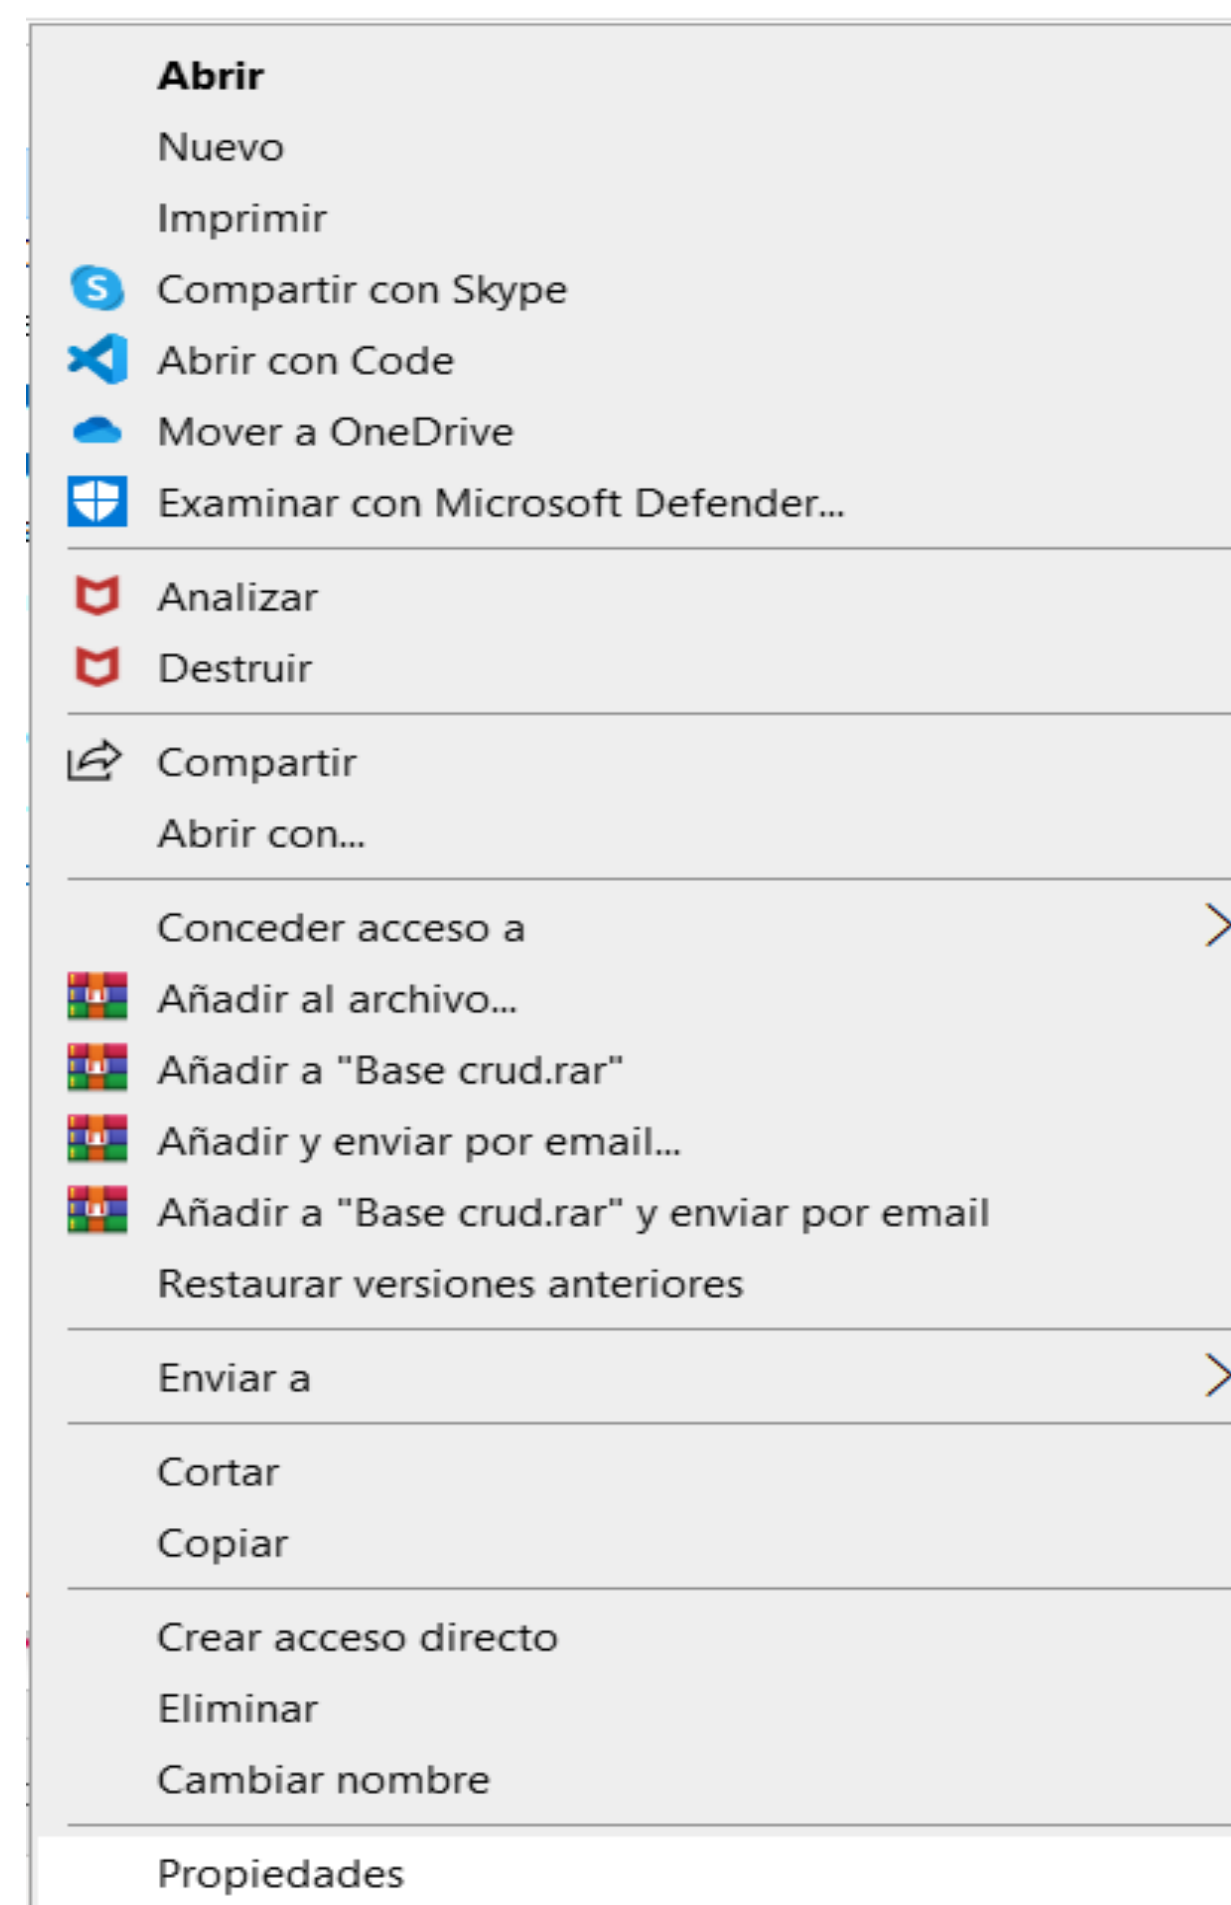 Abrir
Nuevo
Imprimir
Compartir con Skype
Abrir con Code
Mover a OneDrive
Examinar con Microsoft Defender...
Analizar
Destruir
Compartir
Abrir con...
Conceder acceso a
Añadir al archivo...
Añadir a "Base crud.rar"
Añadir y enviar por email...
Añadir a "Base crud.rar" y enviar por email
Restaurar versiones anteriores
Enviar a
Cortar
Copiar
Crear acceso directo
Eliminar
Cambiar nombre
Propiedades